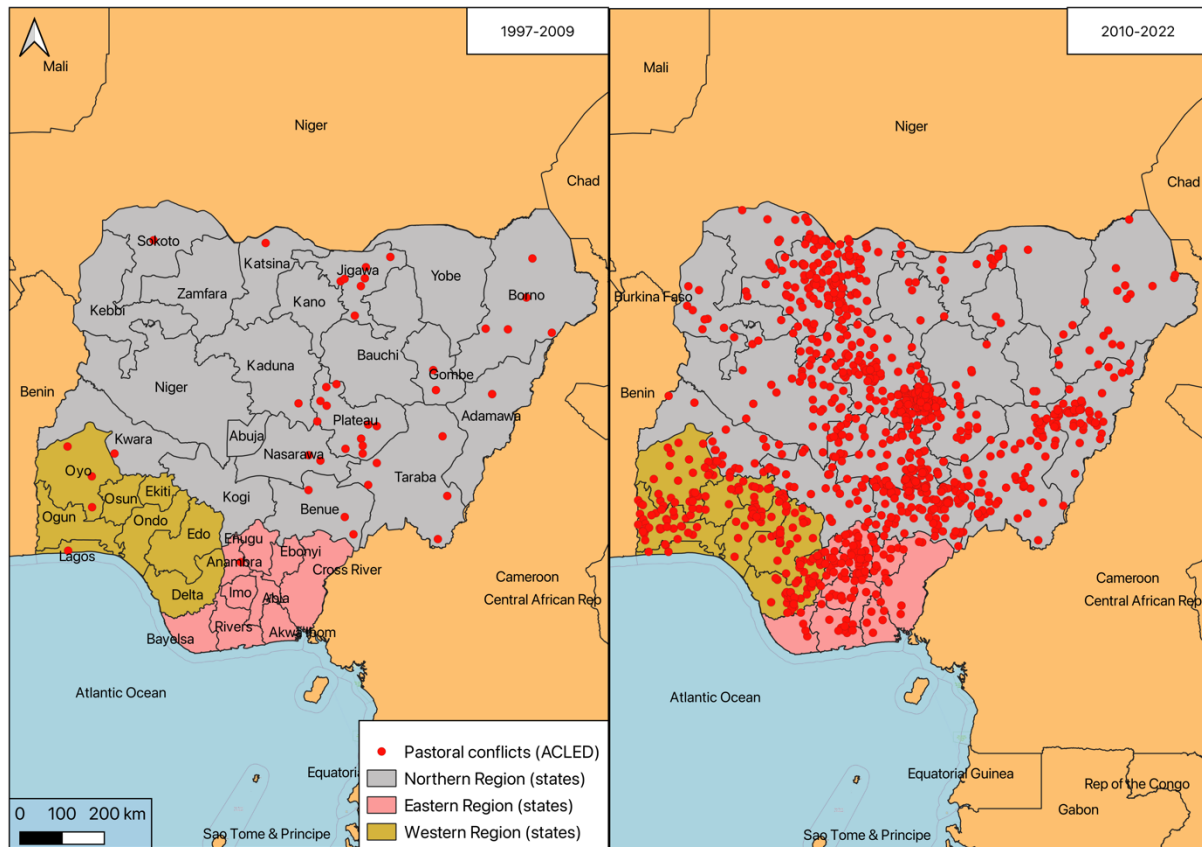 1997-2009
Mali
Niger
Chad
Sokoto
Katsina
Jigawa
Yobe
Zamfara
Kano
Borno
Kebbi
Bauchi
Kaduna
Gombe
Niger
Benin
Adamawa
Plateau
Kwara
Abuja
Nasarawa
Oyo
Taraba
Osun
Ekiti
Kogi
Benue
Ogun
Ondo
Edo
Enugu
Ebonyi
Lagos
Anambra
Cross River
Cameroon
Delta
Imo
Abia
Central African Rep
Bayelsa
Rivers
Akwa Ibom
Atlantic Ocean
Pastoral conflicts (ACLED)
Equatorial
Northern Region (states)
Eastern Region (states)
0 100 200 km
Sao Tome & Principe
Western Region (states)
2010-2022
Mali
Niger
Chad
Burkina Faso
Benin
Cameroon
Central African Rep
Atlantic Ocean
Equatorial Guinea
Rep of the Congo
Gabon
Sao Tome & Principe